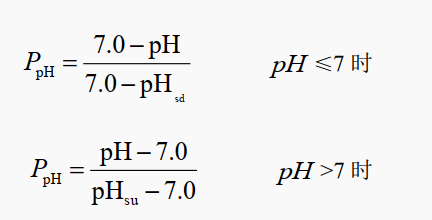 P_pH = (7.0 − pH) / (7.0 − pH_sd)  pH ≤7 时
P_pH = (pH − 7.0) / (pH_su − 7.0)  pH >7 时